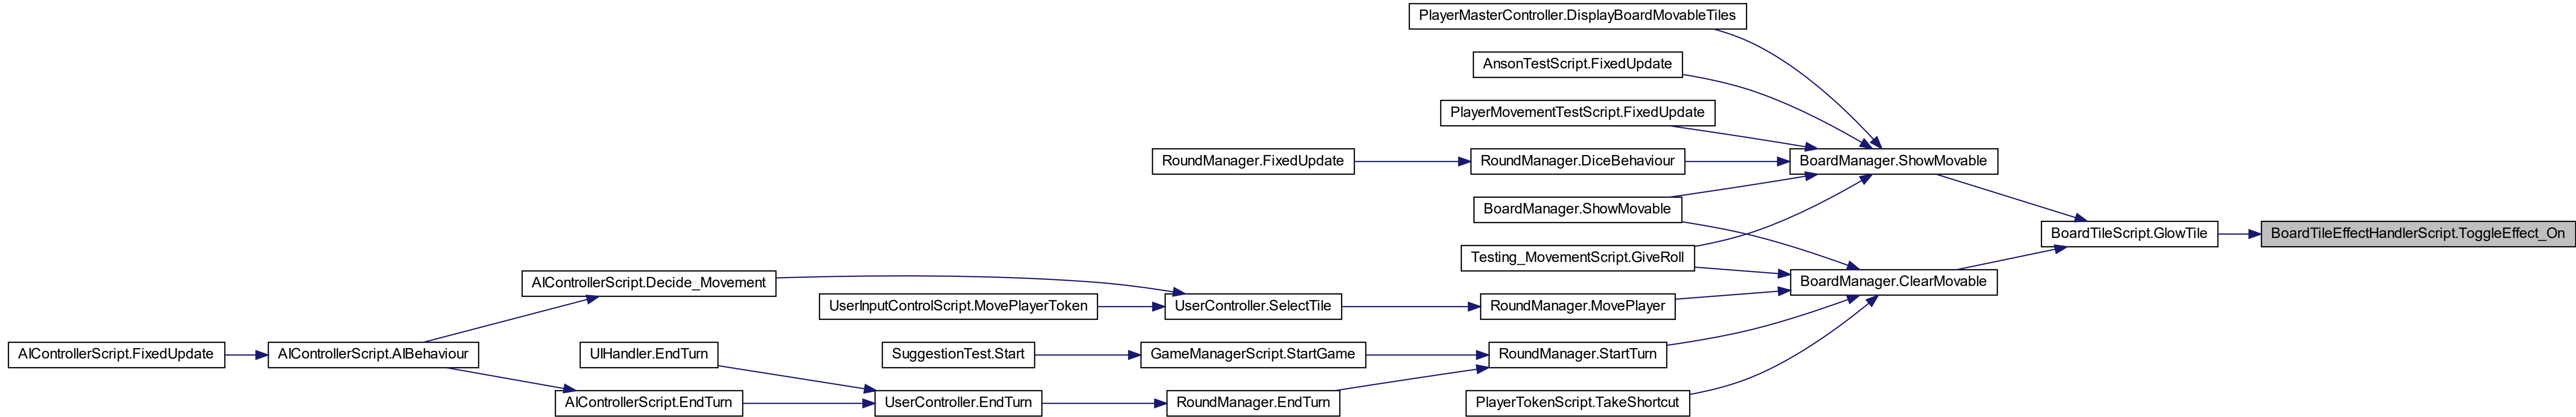 PlayerMasterController.DisplayBoardMovableTiles
AnsonTestScript.FixedUpdate
PlayerMovementTestScript.FixedUpdate
RoundManager.FixedUpdate
RoundManager.DiceBehaviour
BoardManager.ShowMovable
BoardManager.ShowMovable
BoardTileScript.GlowTile
BoardTileEffectHandlerScript.ToggleEffect_On
Testing_MovementScript.GiveRoll
AIControllerScript.Decide_Movement
BoardManager.ClearMovable
UserInputControlScript.MovePlayerToken
UserController.SelectTile
RoundManager.MovePlayer
AIControllerScript.FixedUpdate
AIControllerScript.AIBehaviour
UIHandler.EndTurn
SuggestionTest.Start
GameManagerScript.StartGame
RoundManager.StartTurn
AIControllerScript.EndTurn
UserController.EndTurn
RoundManager.EndTurn
PlayerTokenScript.TakeShortcut